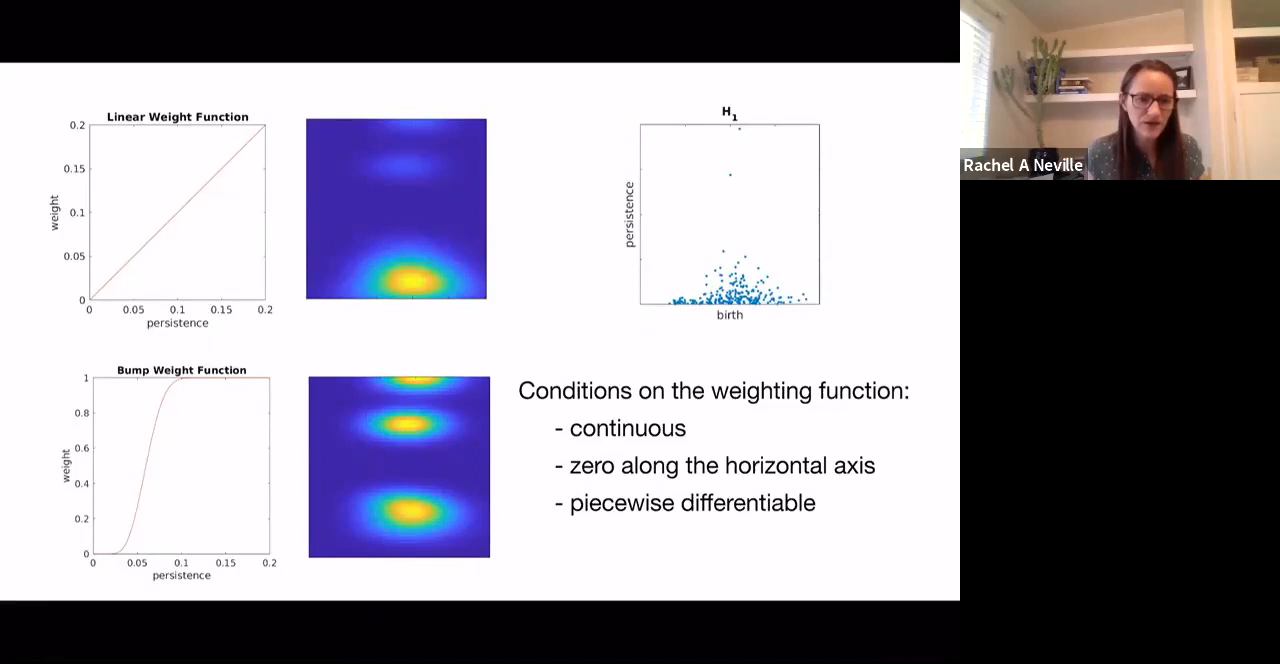 Linear Weight Function
0.2
0.15
0.1
0.05
0
weight
0 0.05 0.1 0.15 0.2
persistence
H1
persistence
birth
Rachel A Neville
Bump Weight Function
1
0.8
0.6
0.4
0.2
0
weight
0 0.05 0.1 0.15 0.2
persistence
Conditions on the weighting function:
- continuous
- zero along the horizontal axis
- piecewise differentiable